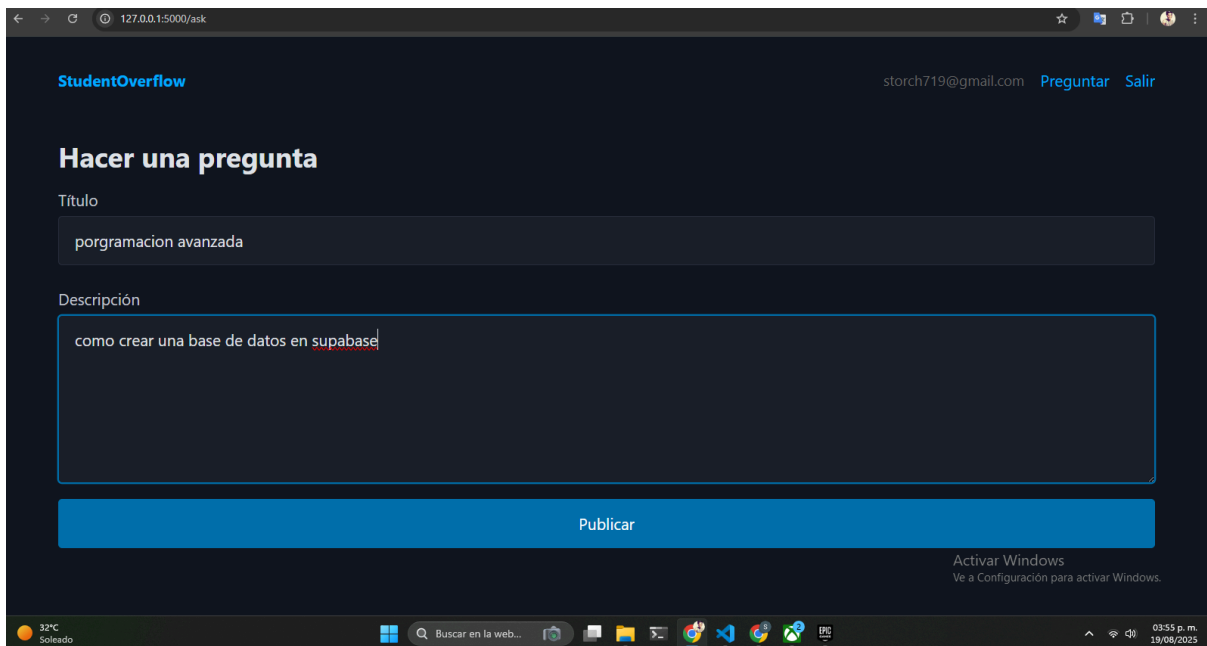 127.0.0.1:5000/ask
StudentOverflow
storch719@gmail.com Preguntar Salir
Hacer una pregunta
Título
porgramacion avanzada
Descripción
como crear una base de datos en supabase
Publicar
Activar Windows
Ve a Configuración para activar Windows.
32°C
Soleado
Buscar en la web...
03:55 p. m.
19/08/2025